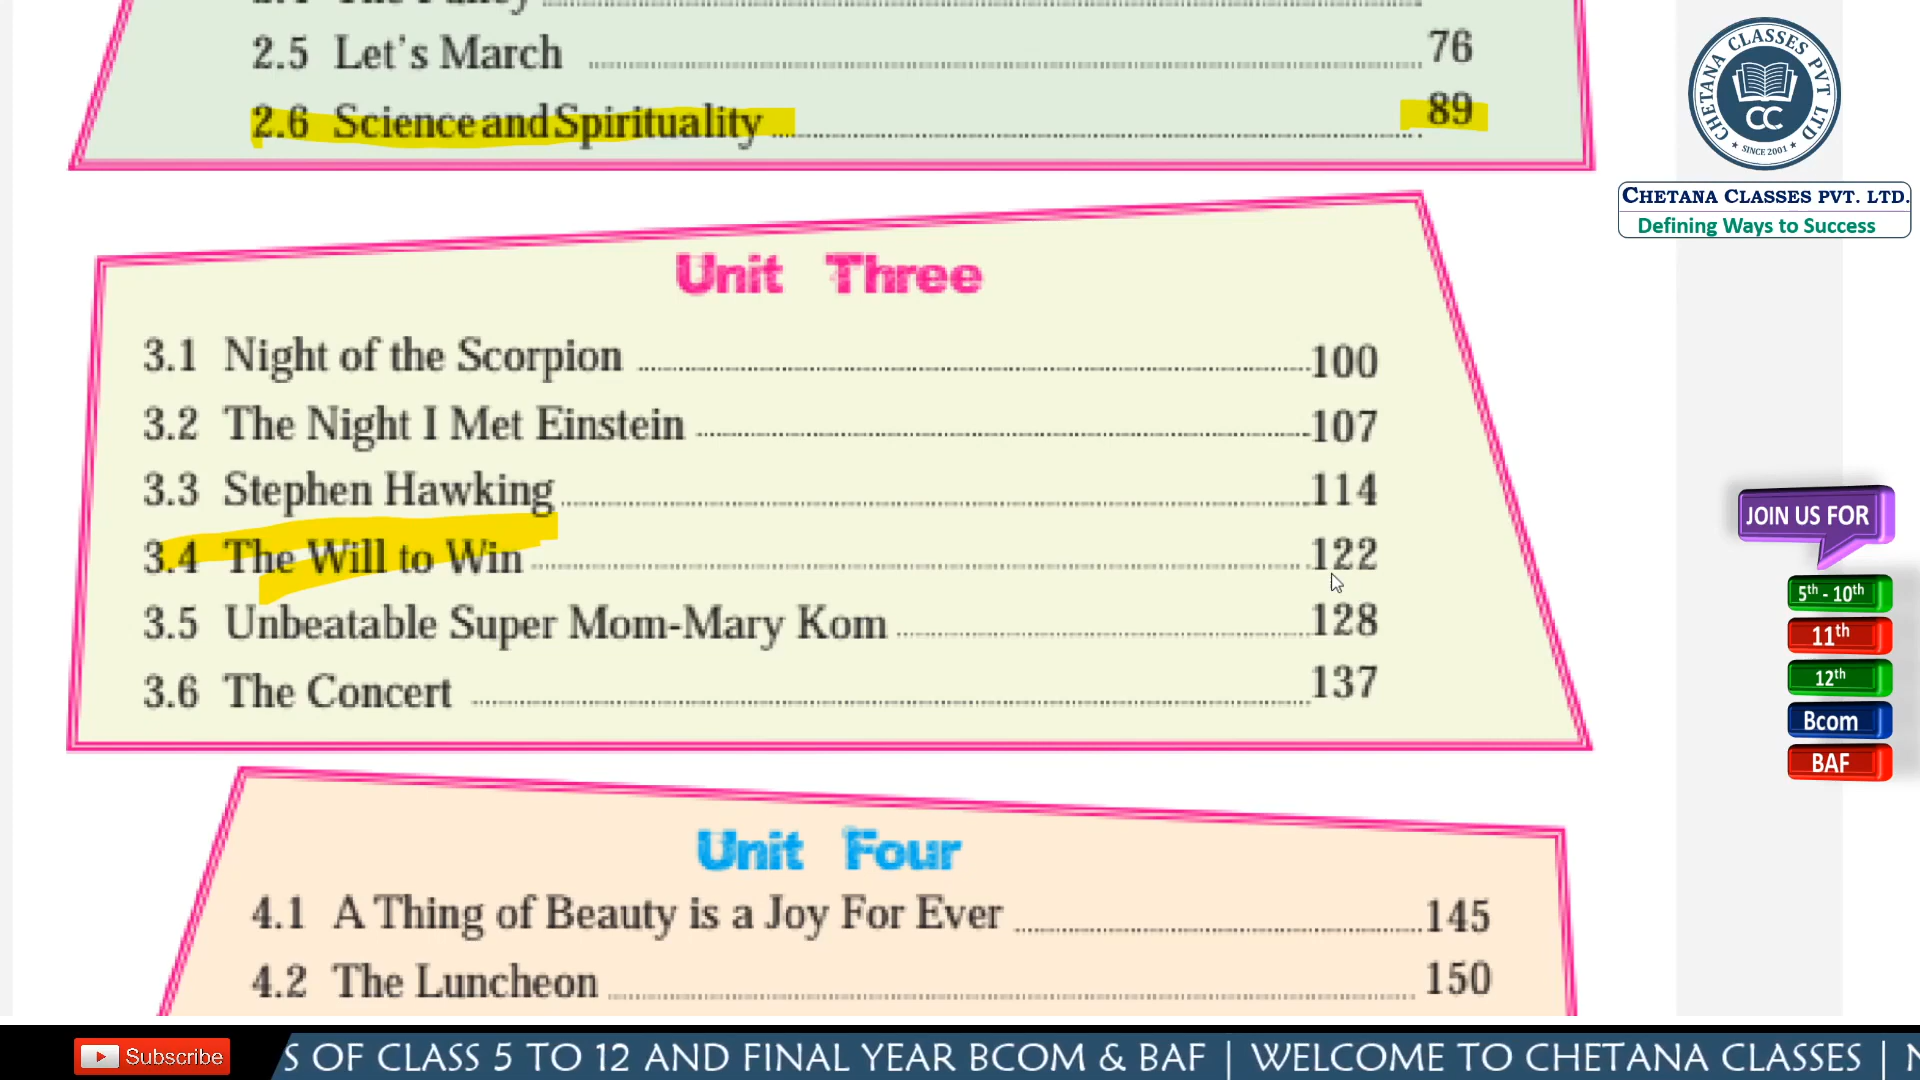 2.5 Let's March ........ 76
2.6 Science and Spirituality ........ 89
Unit Three
3.1 Night of the Scorpion ........ 100
3.2 The Night I Met Einstein ........ 107
3.3 Stephen Hawking ........ 114
3.4 The Will to Win ........ 122
3.5 Unbeatable Super Mom-Mary Kom ........ 128
3.6 The Concert ........ 137
Unit Four
4.1 A Thing of Beauty is a Joy For Ever ........ 145
4.2 The Luncheon ........ 150
CHETANA CLASSES PVT LTD
CC
SINCE 2001
CHETANA CLASSES PVT. LTD.
Defining Ways to Success
JOIN US FOR
5th - 10th
11th
12th
Bcom
BAF
Subscribe
S OF CLASS 5 TO 12 AND FINAL YEAR BCOM & BAF | WELCOME TO CHETANA CLASSES |